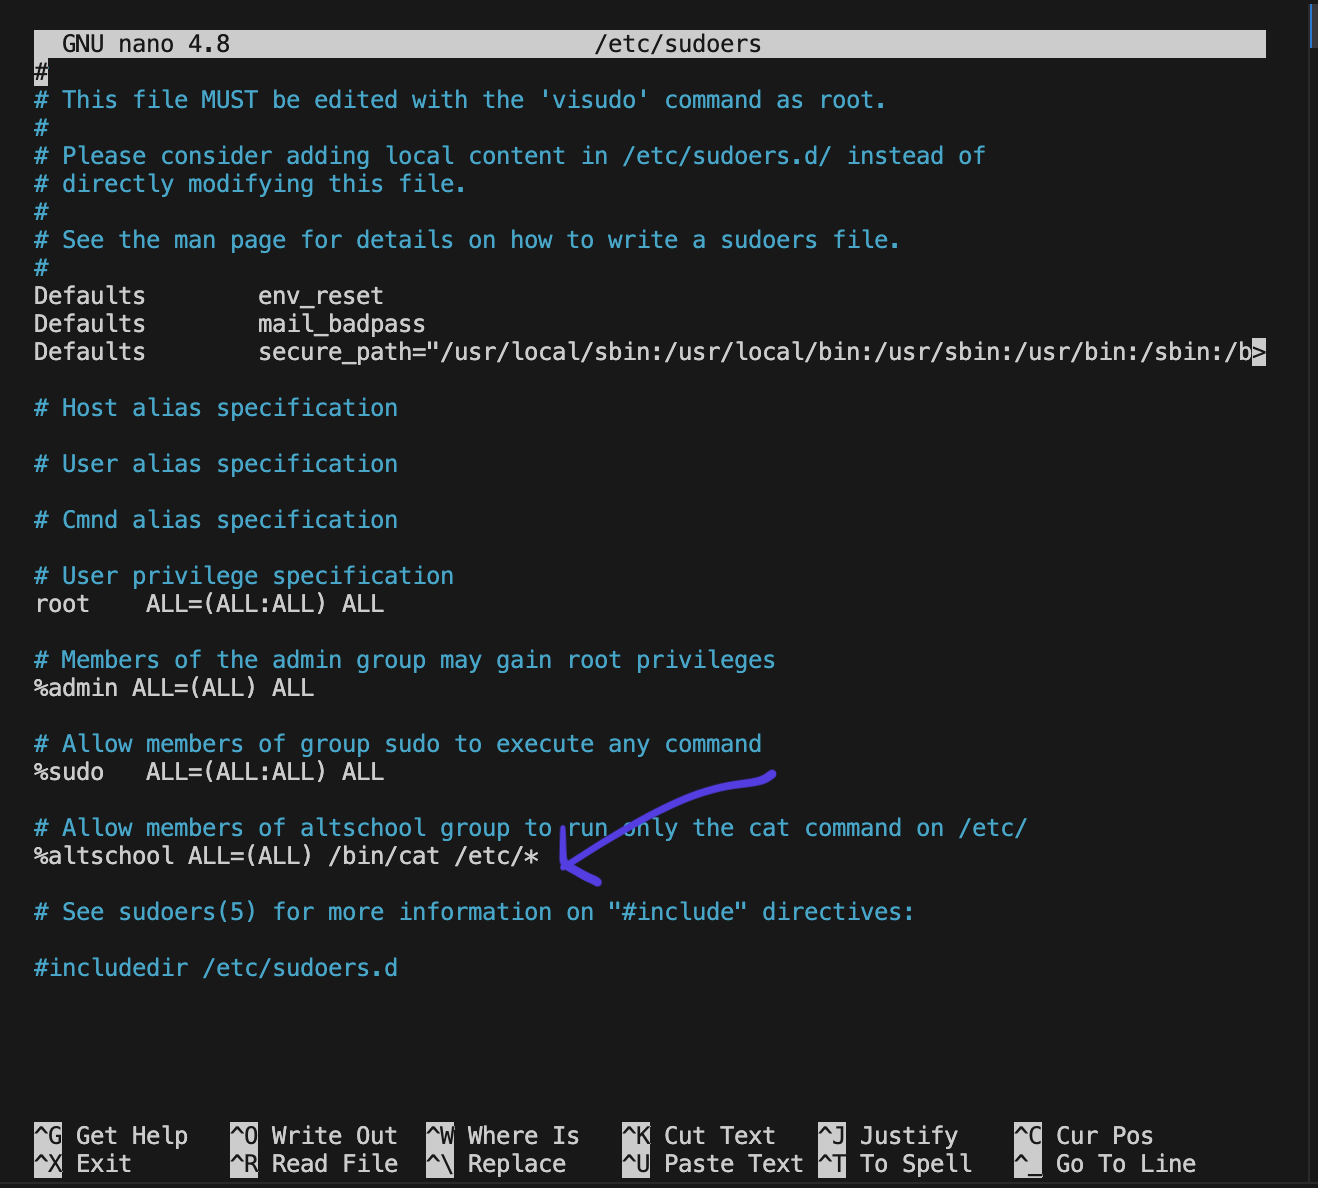 GNU nano 4.8 /etc/sudoers
#
# This file MUST be edited with the 'visudo' command as root.
#
# Please consider adding local content in /etc/sudoers.d/ instead of
# directly modifying this file.
#
# See the man page for details on how to write a sudoers file.
#
Defaults env_reset
Defaults mail_badpass
Defaults secure_path="/usr/local/sbin:/usr/local/bin:/usr/sbin:/usr/bin:/sbin:/b>
# Host alias specification
# User alias specification
# Cmnd alias specification
# User privilege specification
root ALL=(ALL:ALL) ALL
# Members of the admin group may gain root privileges
%admin ALL=(ALL) ALL
# Allow members of group sudo to execute any command
%sudo ALL=(ALL:ALL) ALL
# Allow members of altschool group to run only the cat command on /etc/
%altschool ALL=(ALL) /bin/cat /etc/*
# See sudoers(5) for more information on "#include" directives:
#includedir /etc/sudoers.d
^G Get Help ^O Write Out ^W Where Is ^K Cut Text ^J Justify ^C Cur Pos
^X Exit ^R Read File ^\ Replace ^U Paste Text ^T To Spell ^_ Go To Line